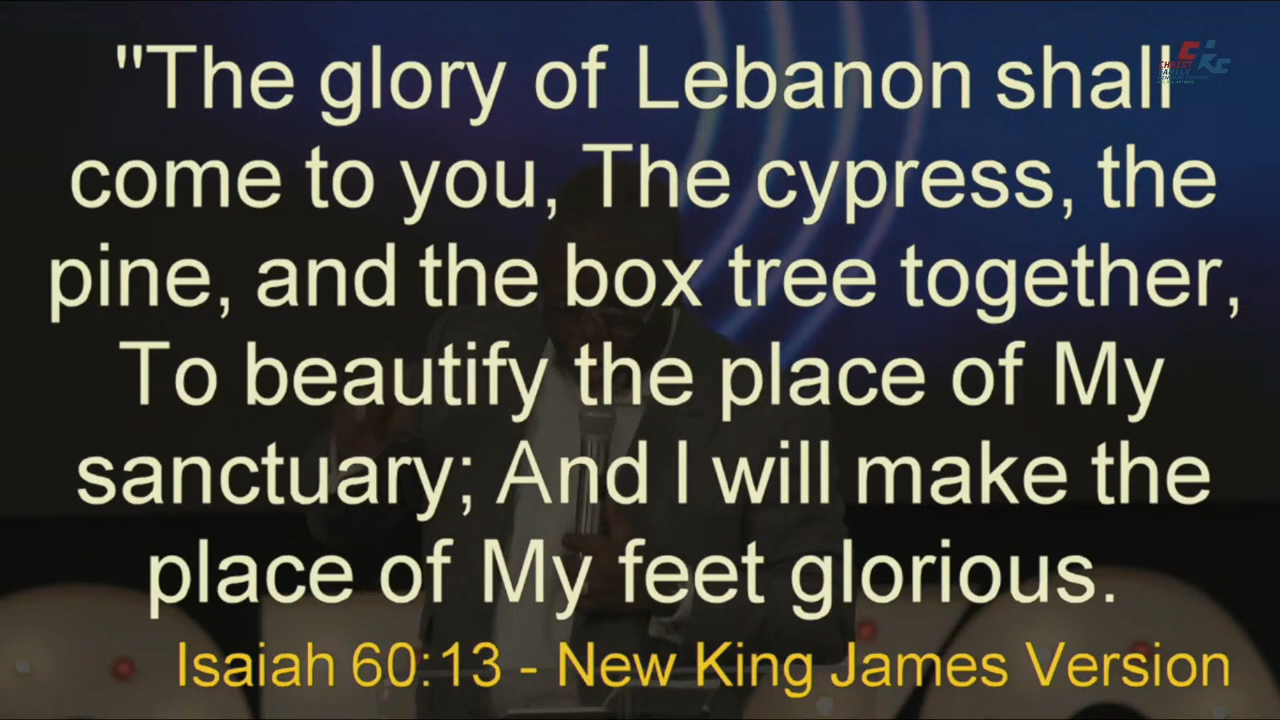 "The glory of Lebanon shall
come to you, The cypress, the
pine, and the box tree together,
To beautify the place of My
sanctuary; And I will make the
place of My feet glorious.
Isaiah 60:13 - New King James Version